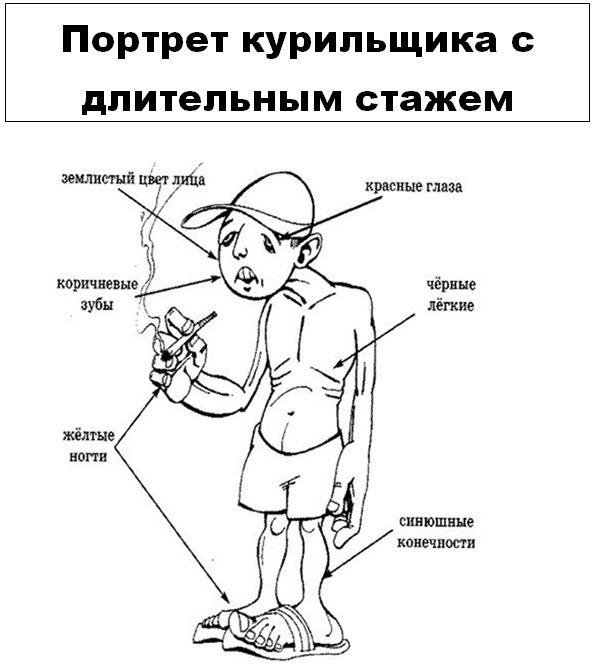 Портрет курильщика с
длительным стажем
землистый цвет лица
красные глаза
коричневые
зубы
чёрные
лёгкие
жёлтые
ногти
синюшные
конечности